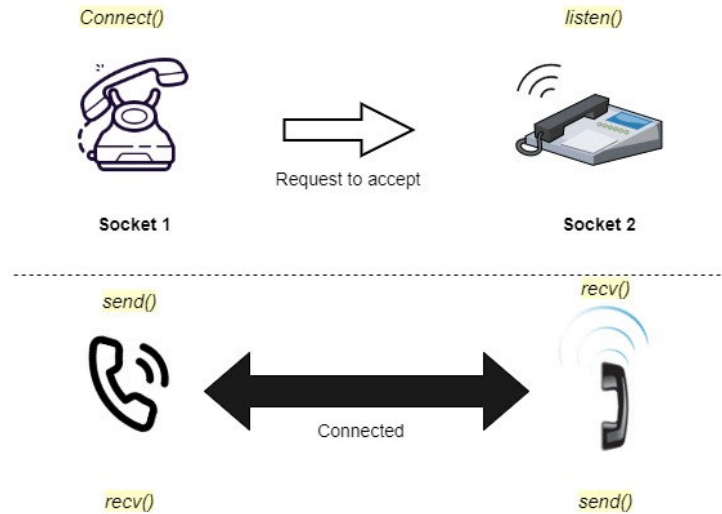 Connect()
listen()
Request to accept
Socket 1
Socket 2
send()
recv()
Connected
recv()
send()